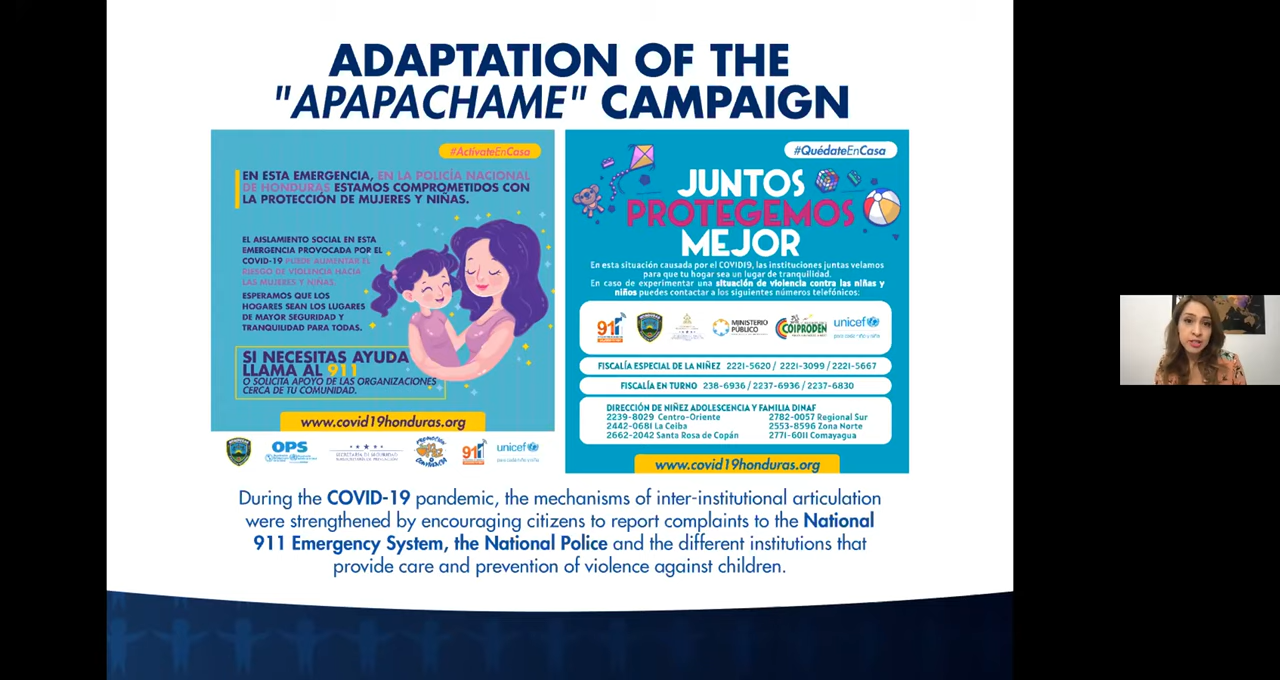 ADAPTATION OF THE
"APAPACHAME" CAMPAIGN
#ActívateEnCasa
EN ESTA EMERGENCIA, EN LA POLICÍA NACIONAL
DE HONDURAS ESTAMOS COMPROMETIDOS CON
LA PROTECCIÓN DE MUJERES Y NIÑAS.
EL AISLAMIENTO SOCIAL EN ESTA
EMERGENCIA PROVOCADA POR EL
COVID-19 PUEDE AUMENTAR EL
RIESGO DE VIOLENCIA HACIA
LAS MUJERES Y NIÑAS.
ESPERAMOS QUE LOS
HOGARES SEAN LOS LUGARES
DE MAYOR SEGURIDAD Y
TRANQUILIDAD PARA TODAS.
SI NECESITAS AYUDA
LLAMA AL 911
O SOLICITA APOYO DE LAS ORGANIZACIONES
CERCA DE TU COMUNIDAD.
www.covid19honduras.org
OPS
911
unicef
#QuédateEnCasa
JUNTOS
PROTEGEMOS
MEJOR
En esta situación causada por el COVID19, las instituciones juntas velamos
para que tu hogar sea un lugar de tranquilidad.
En caso de experimentar una situación de violencia contra las niñas y
niños puedes contactar a los siguientes números telefónicos:
911
MINISTERIO
PÚBLICO
COIPRODEN
unicef
para cada niño y niña
FISCALÍA ESPECIAL DE LA NIÑEZ 2221-5620 / 2221-3099 / 2221-5667
FISCALÍA EN TURNO 238-6936 / 2237-6936 / 2237-6830
DIRECCIÓN DE NIÑEZ ADOLESCENCIA Y FAMILIA DINAF
2239-8029 Centro-Oriente 2782-0057 Regional Sur
2442-0681 La Ceiba 2553-8596 Zona Norte
2662-2042 Santa Rosa de Copán 2771-6011 Comayagua
www.covid19honduras.org
During the COVID-19 pandemic, the mechanisms of inter-institutional articulation
were strengthened by encouraging citizens to report complaints to the National
911 Emergency System, the National Police and the different institutions that
provide care and prevention of violence against children.